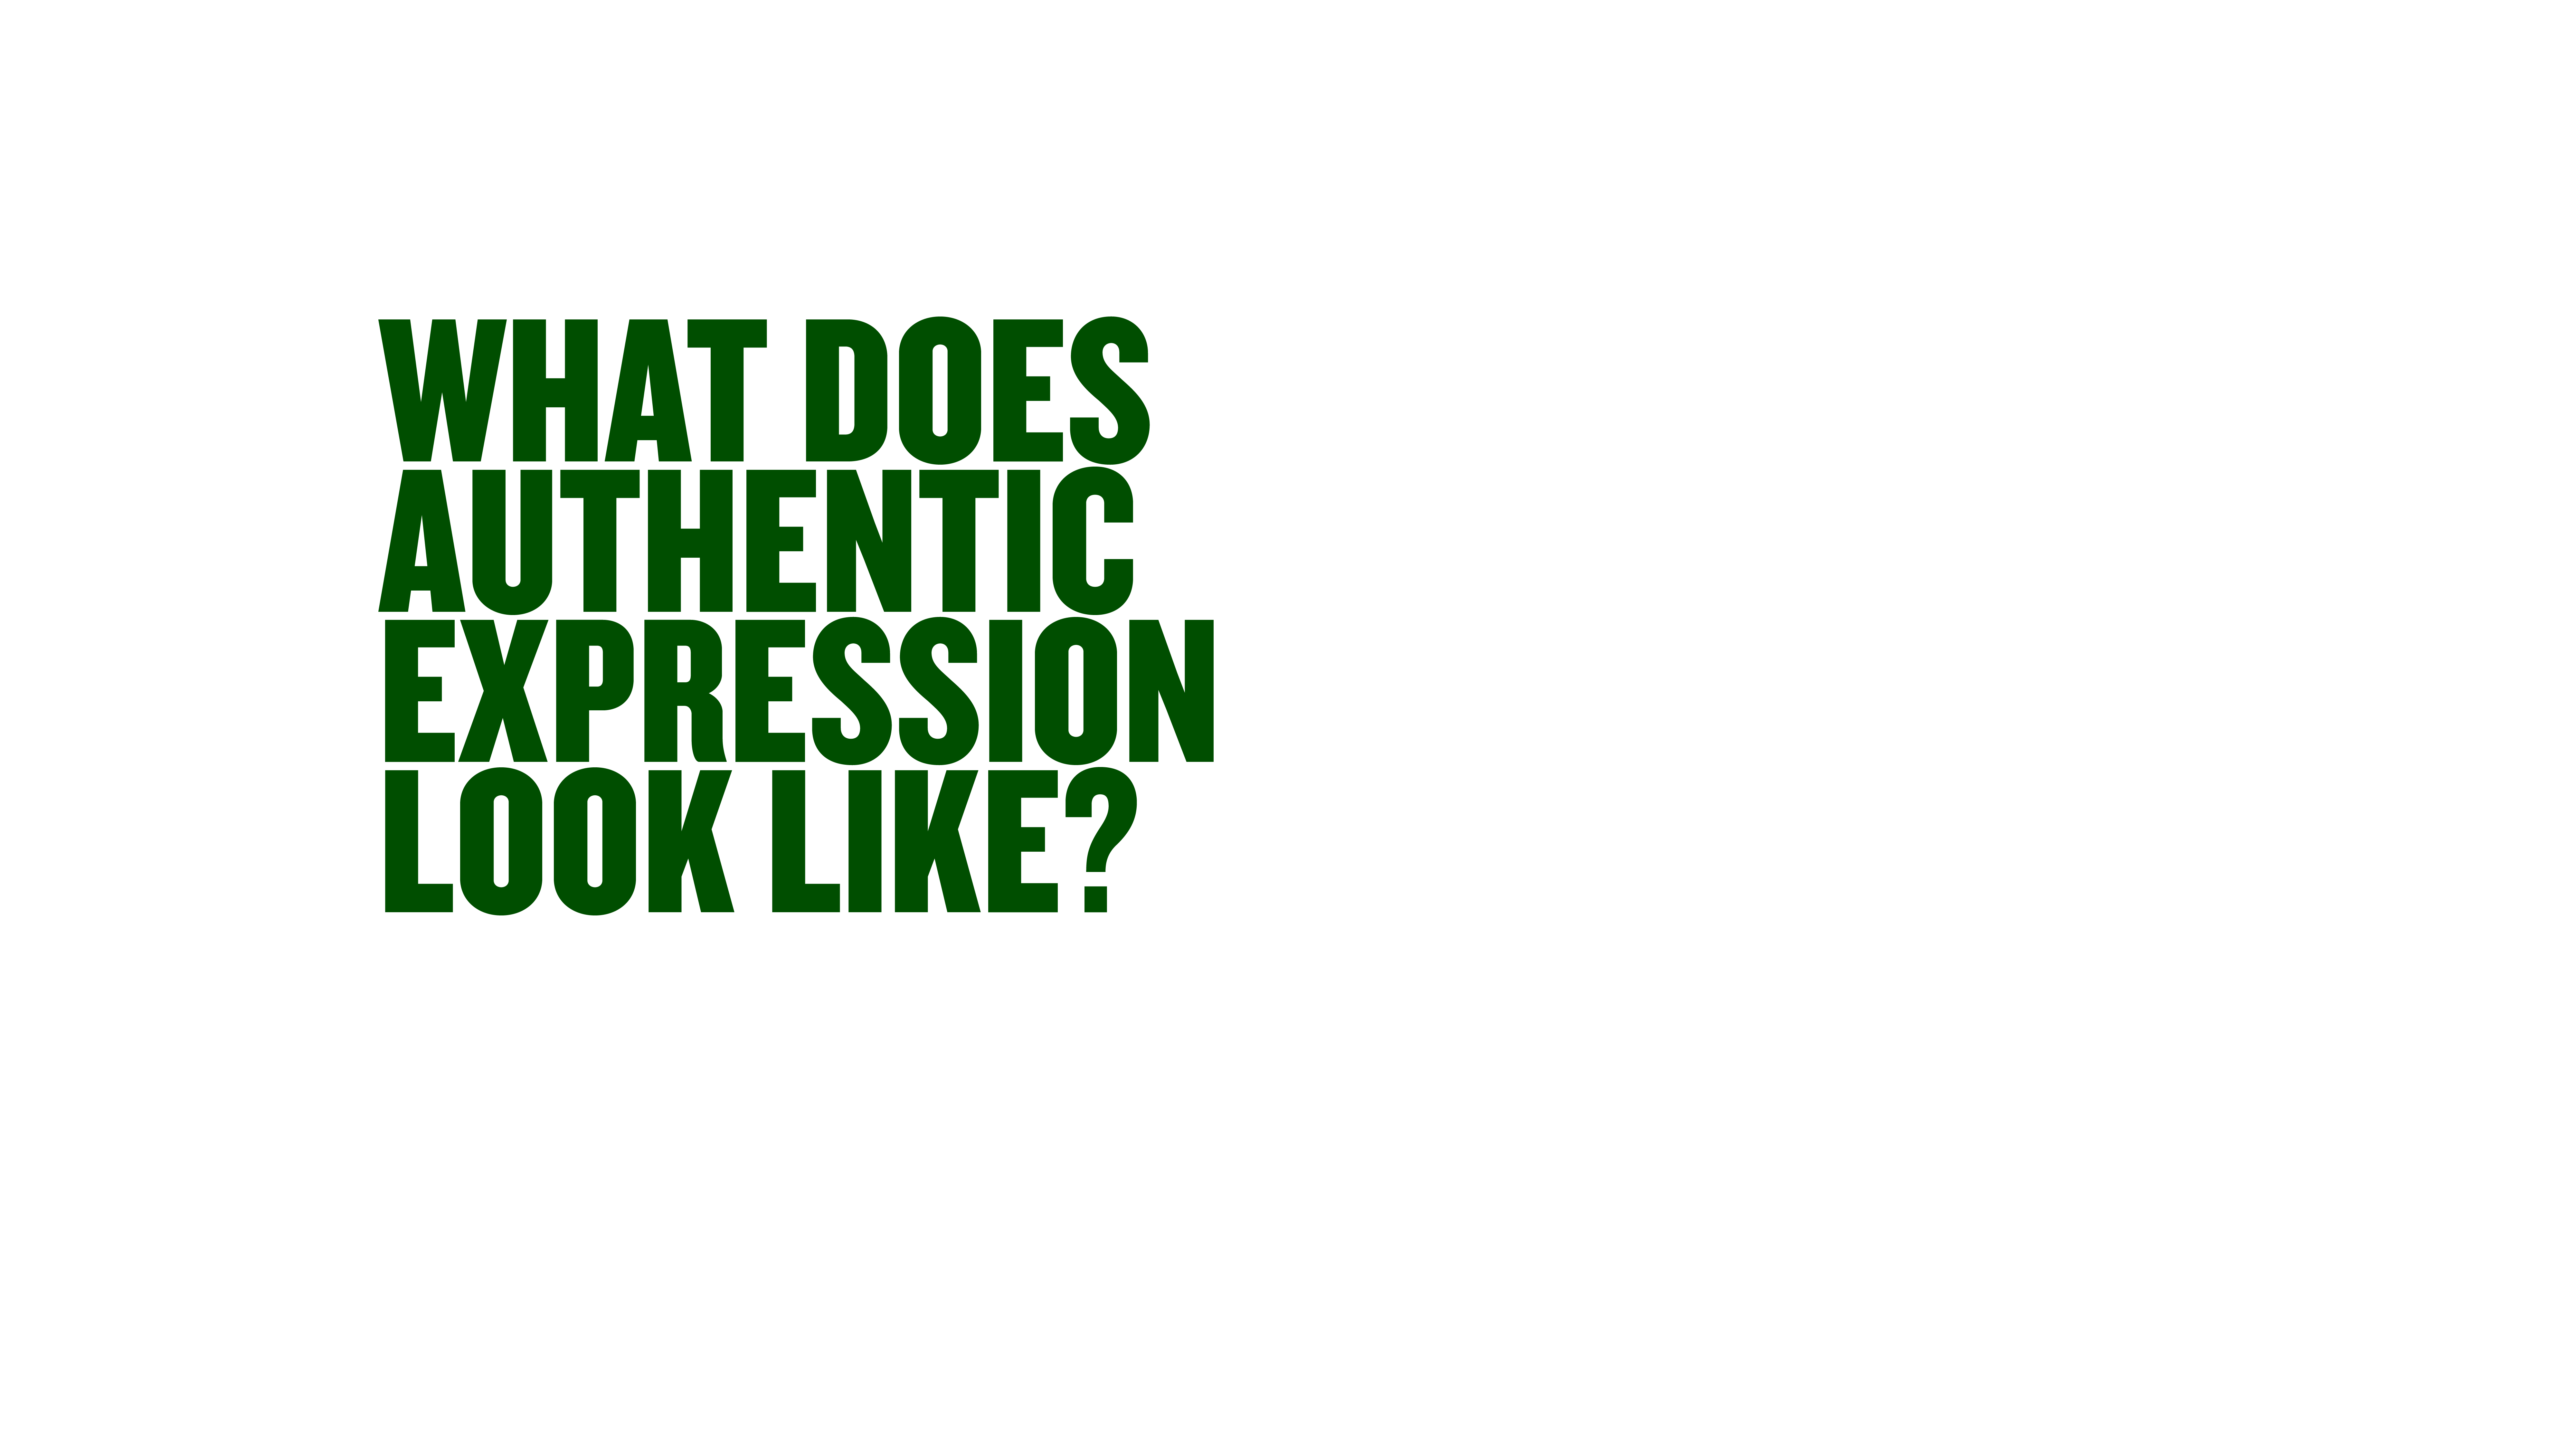 WHAT DOES
AUTHENTIC
EXPRESSION
LOOK LIKE?